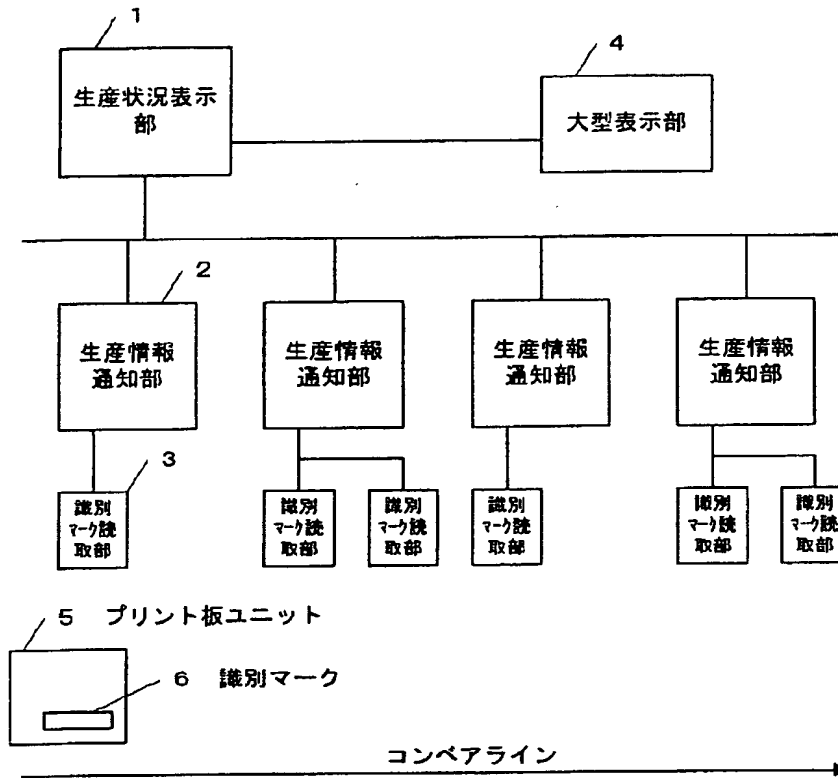 1
4
生産状況表示
部
大型表示部
2
生産情報
通知部
生産情報
通知部
生産情報
通知部
生産情報
通知部
3
識別
マーク読
取部
識別
マーク読
取部
識別
マーク読
取部
識別
マーク読
取部
識別
マーク読
取部
識別
マーク読
取部
5 プリント板ユニット
6 識別マーク
コンベアライン